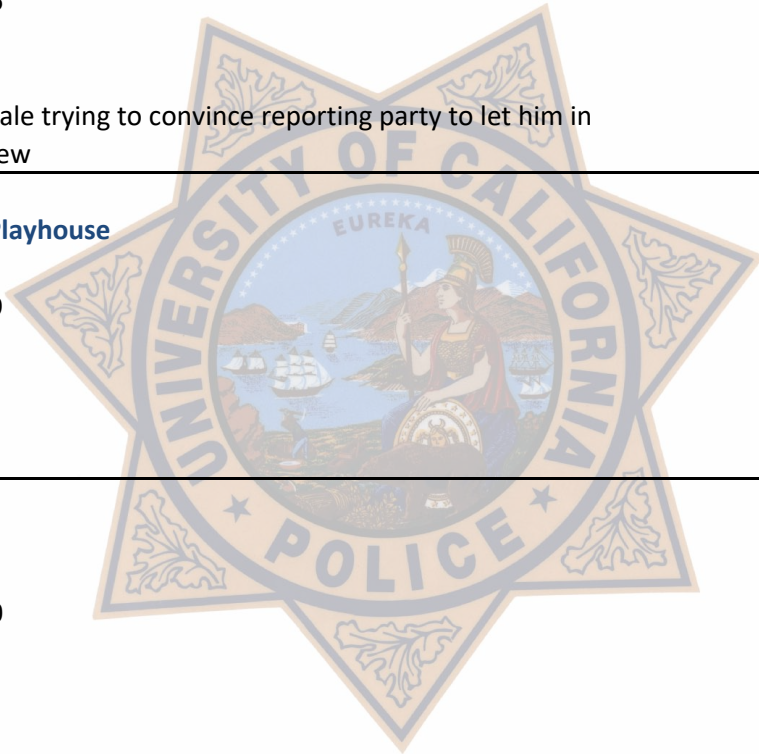 ale trying to convince reporting party to let him in
ew
layhouse
UNIVERSITY OF CALIFORNIA
EUREKA
POLICE